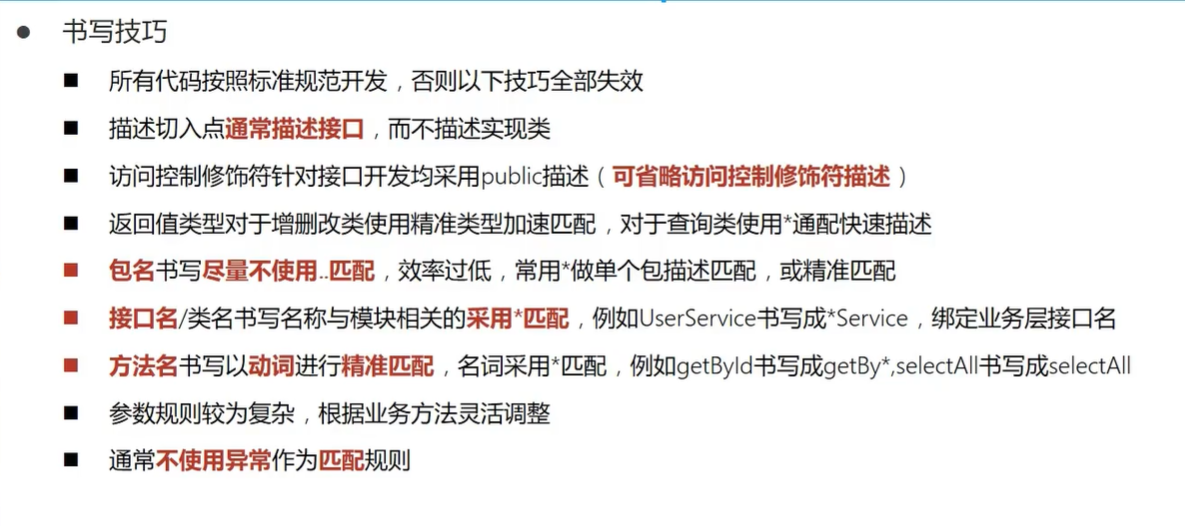 书写技巧
所有代码按照标准规范开发，否则以下技巧全部失效
描述切入点通常描述接口，而不描述实现类
访问控制修饰符针对接口开发均采用public描述（可省略访问控制修饰符描述）
返回值类型对于增删改类使用精准类型加速匹配，对于查询类使用*通配快速描述
包名书写尽量不使用..匹配，效率过低，常用*做单个包描述匹配，或精准匹配
接口名/类名书写名称与模块相关的采用*匹配，例如UserService书写成*Service，绑定业务层接口名
方法名书写以动词进行精准匹配，名词采用*匹配，例如getById书写成getBy*,selectAll书写成selectAll
参数规则较为复杂，根据业务方法灵活调整
通常不使用异常作为匹配规则